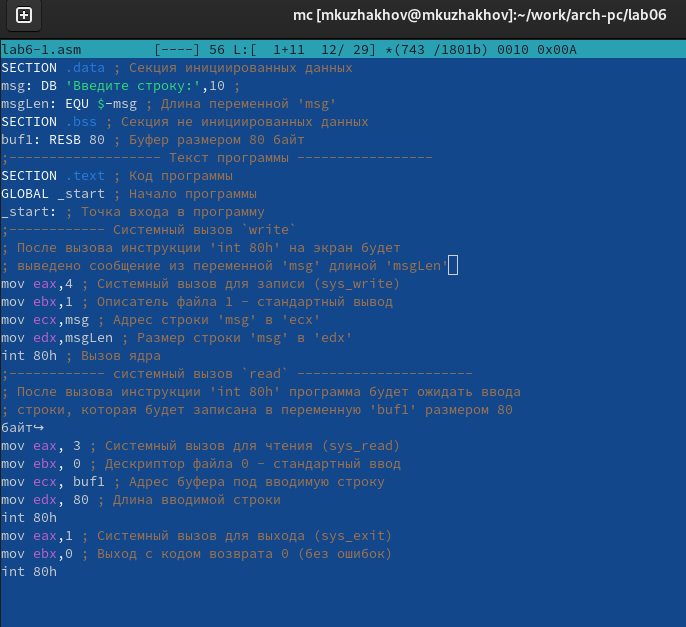 mc [mkuzhakhov@mkuzhakhov]:~/work/arch-pc/lab06
lab6-1.asm [----] 56 L:[ 1+11 12/ 29] *(743 /1801b) 0010 0x00A
SECTION .data ; Секция инициированных данных
msg: DB 'Введите строку:',10 ;
msgLen: EQU $-msg ; Длина переменной 'msg'
SECTION .bss ; Секция не инициированных данных
buf1: RESB 80 ; Буфер размером 80 байт
;------------------- Текст программы -----------------
SECTION .text ; Код программы
GLOBAL _start ; Начало программы
_start: ; Точка входа в программу
;------------ Cистемный вызов `write`
; После вызова инструкции 'int 80h' на экран будет
; выведено сообщение из переменной 'msg' длиной 'msgLen'
mov eax,4 ; Системный вызов для записи (sys_write)
mov ebx,1 ; Описатель файла 1 - стандартный вывод
mov ecx,msg ; Адрес строки 'msg' в 'ecx'
mov edx,msgLen ; Размер строки 'msg' в 'edx'
int 80h ; Вызов ядра
;------------ системный вызов `read` ----------------------
; После вызова инструкции 'int 80h' программа будет ожидать ввода
; строки, которая будет записана в переменную 'buf1' размером 80
байт↪
mov eax, 3 ; Системный вызов для чтения (sys_read)
mov ebx, 0 ; Дескриптор файла 0 - стандартный ввод
mov ecx, buf1 ; Адрес буфера под вводимую строку
mov edx, 80 ; Длина вводимой строки
int 80h
mov eax,1 ; Системный вызов для выхода (sys_exit)
mov ebx,0 ; Выход с кодом возврата 0 (без ошибок)
int 80h